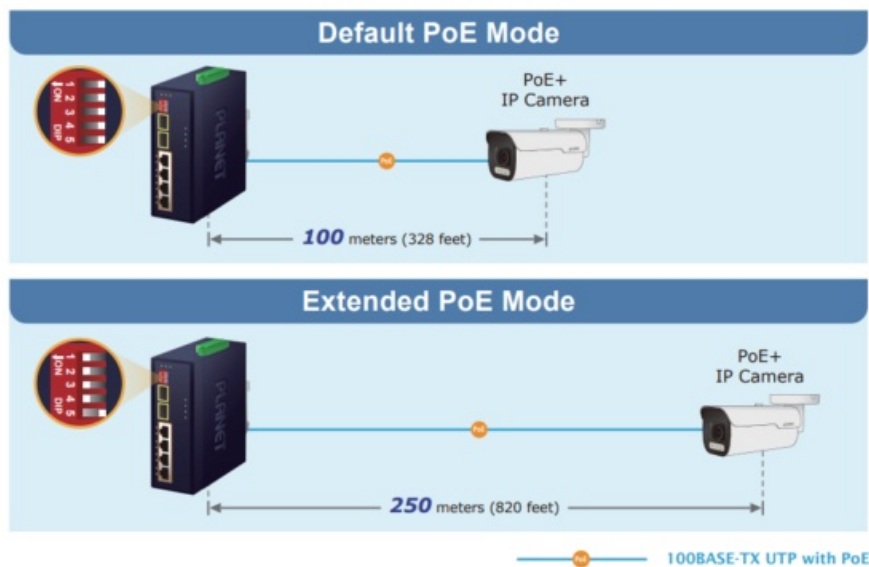 Default PoE Mode
ON DIP
1 2 3 4 5
PLANET
PoE+
IP Camera
PoE
100 meters (328 feet)
Extended PoE Mode
ON DIP
1 2 3 4 5
PLANET
PoE+
IP Camera
PoE
250 meters (820 feet)
PoE 100BASE-TX UTP with PoE